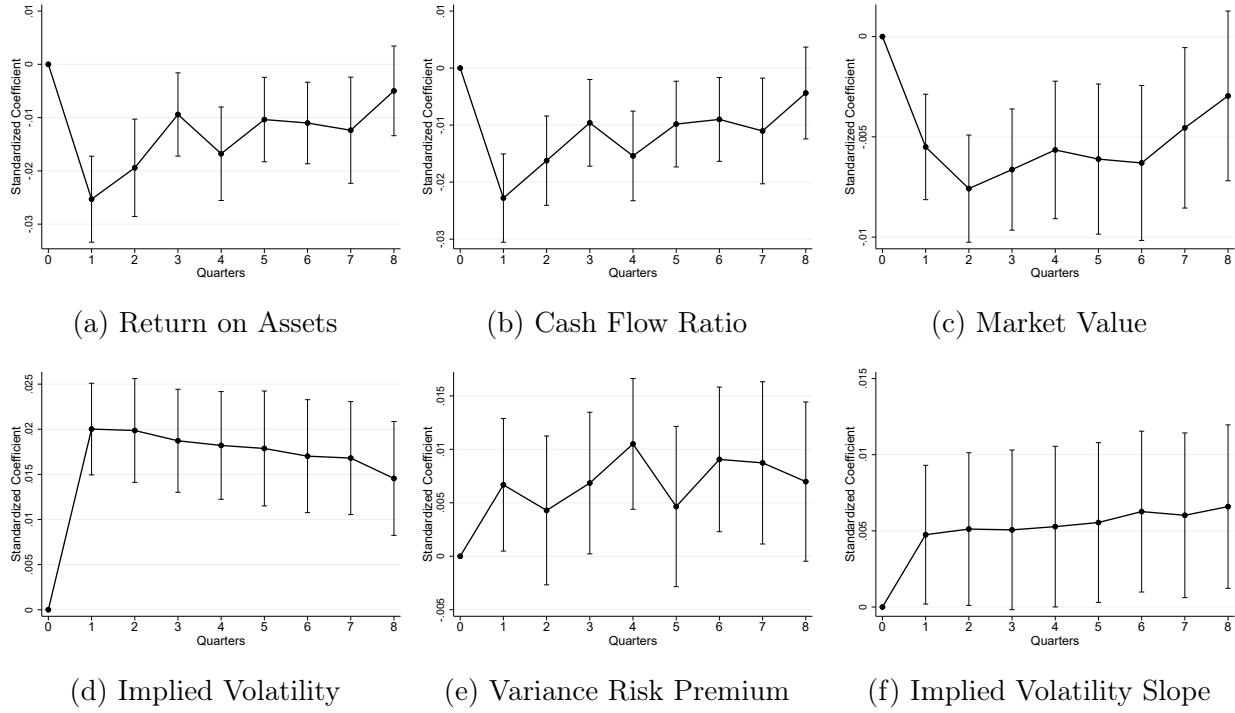 .01
0
-.01
-.02
-.03
Standardized Coefficient
0 1 2 3 4 5 6 7 8
Quarters
(a) Return on Assets
.01
0
-.01
-.02
-.03
Standardized Coefficient
0 1 2 3 4 5 6 7 8
Quarters
(b) Cash Flow Ratio
0
-.005
-.01
Standardized Coefficient
0 1 2 3 4 5 6 7 8
Quarters
(c) Market Value
.025
.02
.015
.01
.005
0
Standardized Coefficient
0 1 2 3 4 5 6 7 8
Quarters
(d) Implied Volatility
.015
.01
.005
0
-.005
Standardized Coefficient
0 1 2 3 4 5 6 7 8
Quarters
(e) Variance Risk Premium
.015
.01
.005
0
Standardized Coefficient
0 1 2 3 4 5 6 7 8
Quarters
(f) Implied Volatility Slope